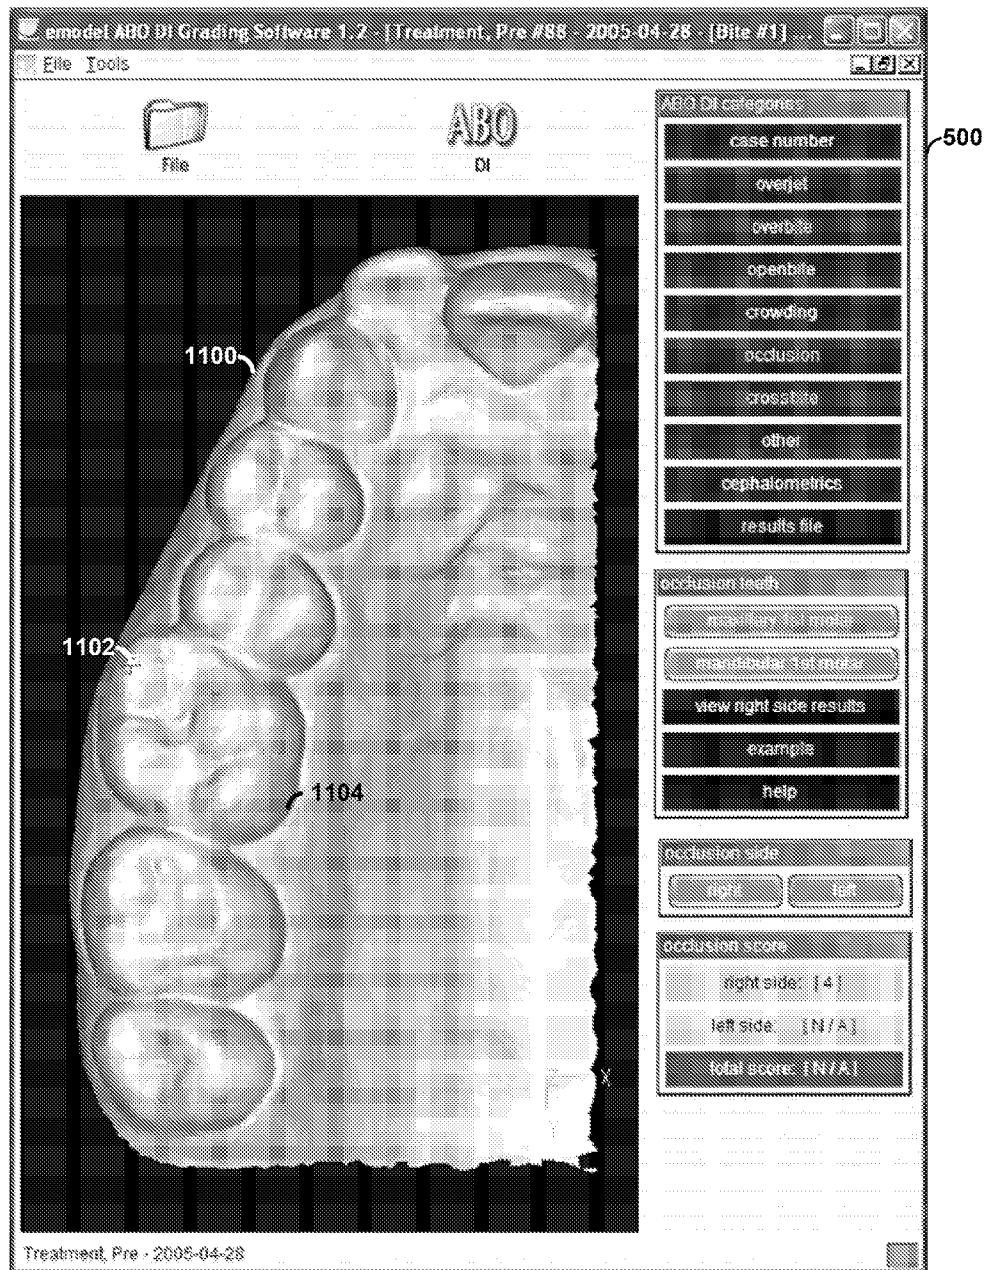 emodel ABO DI Grading Software 1.2 - [Treatment, Pre #88 - 2005-04-28 - [Bite #1] ...
File Tools
File
ABO
DI
ABO DI categories
case number
500
overjet
overbite
openbite
crowding
1100
occlusion
crossbite
other
cephalometrics
results file
occlusion teeth
maxillary 1st molar
1102
mandibular 1st molar
view right side results
example
1104
help
occlusion side
right left
occlusion score
right side: [ 4 ]
left side: [ N / A ]
X
total score: [ N / A ]
Y
Treatment, Pre - 2005-04-28